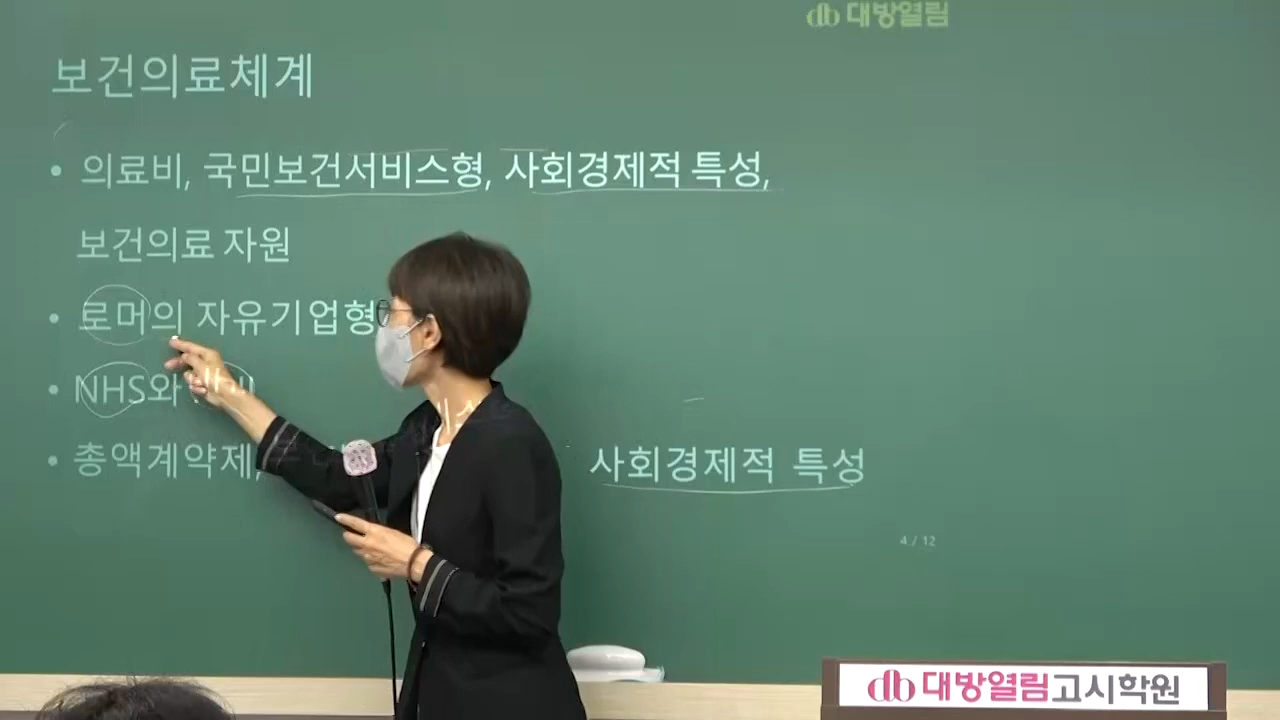 db 대방열림
보건의료체계
• 의료비, 국민보건서비스형, 사회경제적 특성,
보건의료 자원
• 로머의 자유기업형
• NHS와
• 총액계약제, 사회경제적 특성
4 / 12
db 대방열림고시학원